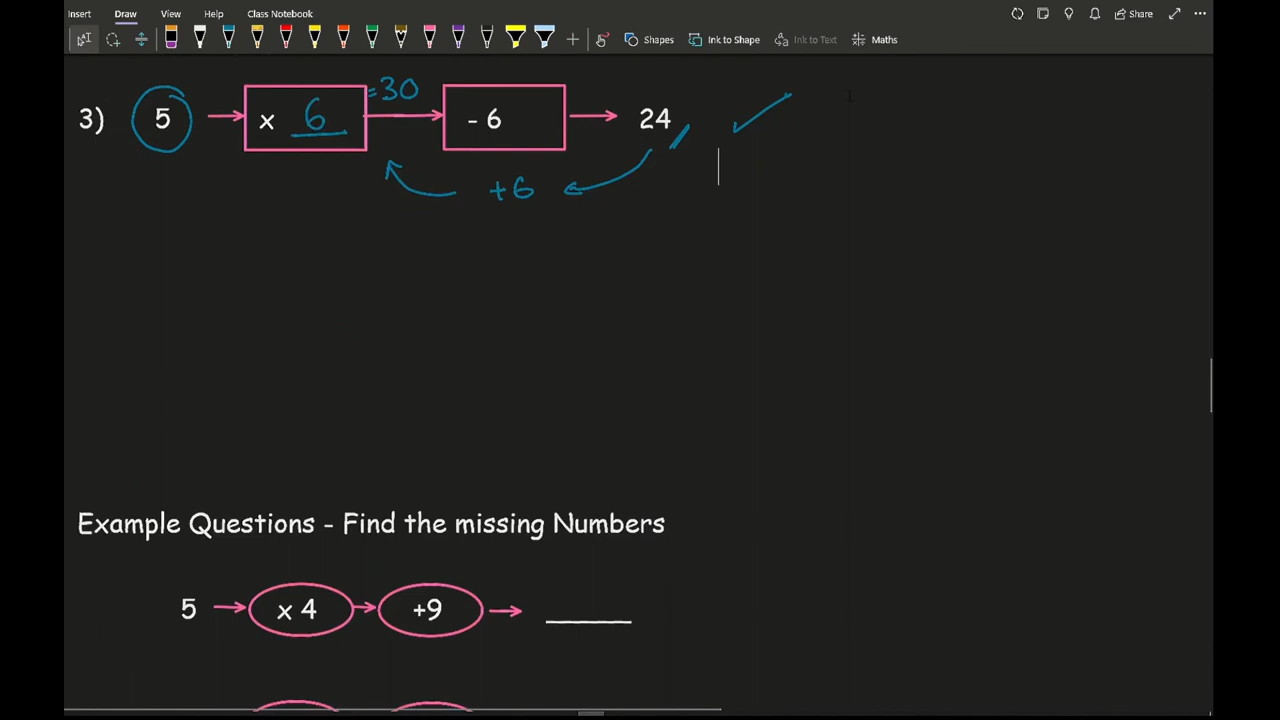 Insert Draw View Help Class Notebook Share
Shapes Ink to Shape Ink to Text Maths
3) 5 x 6 =30 - 6 24
+6
Example Questions - Find the missing Numbers
5 x 4 +9